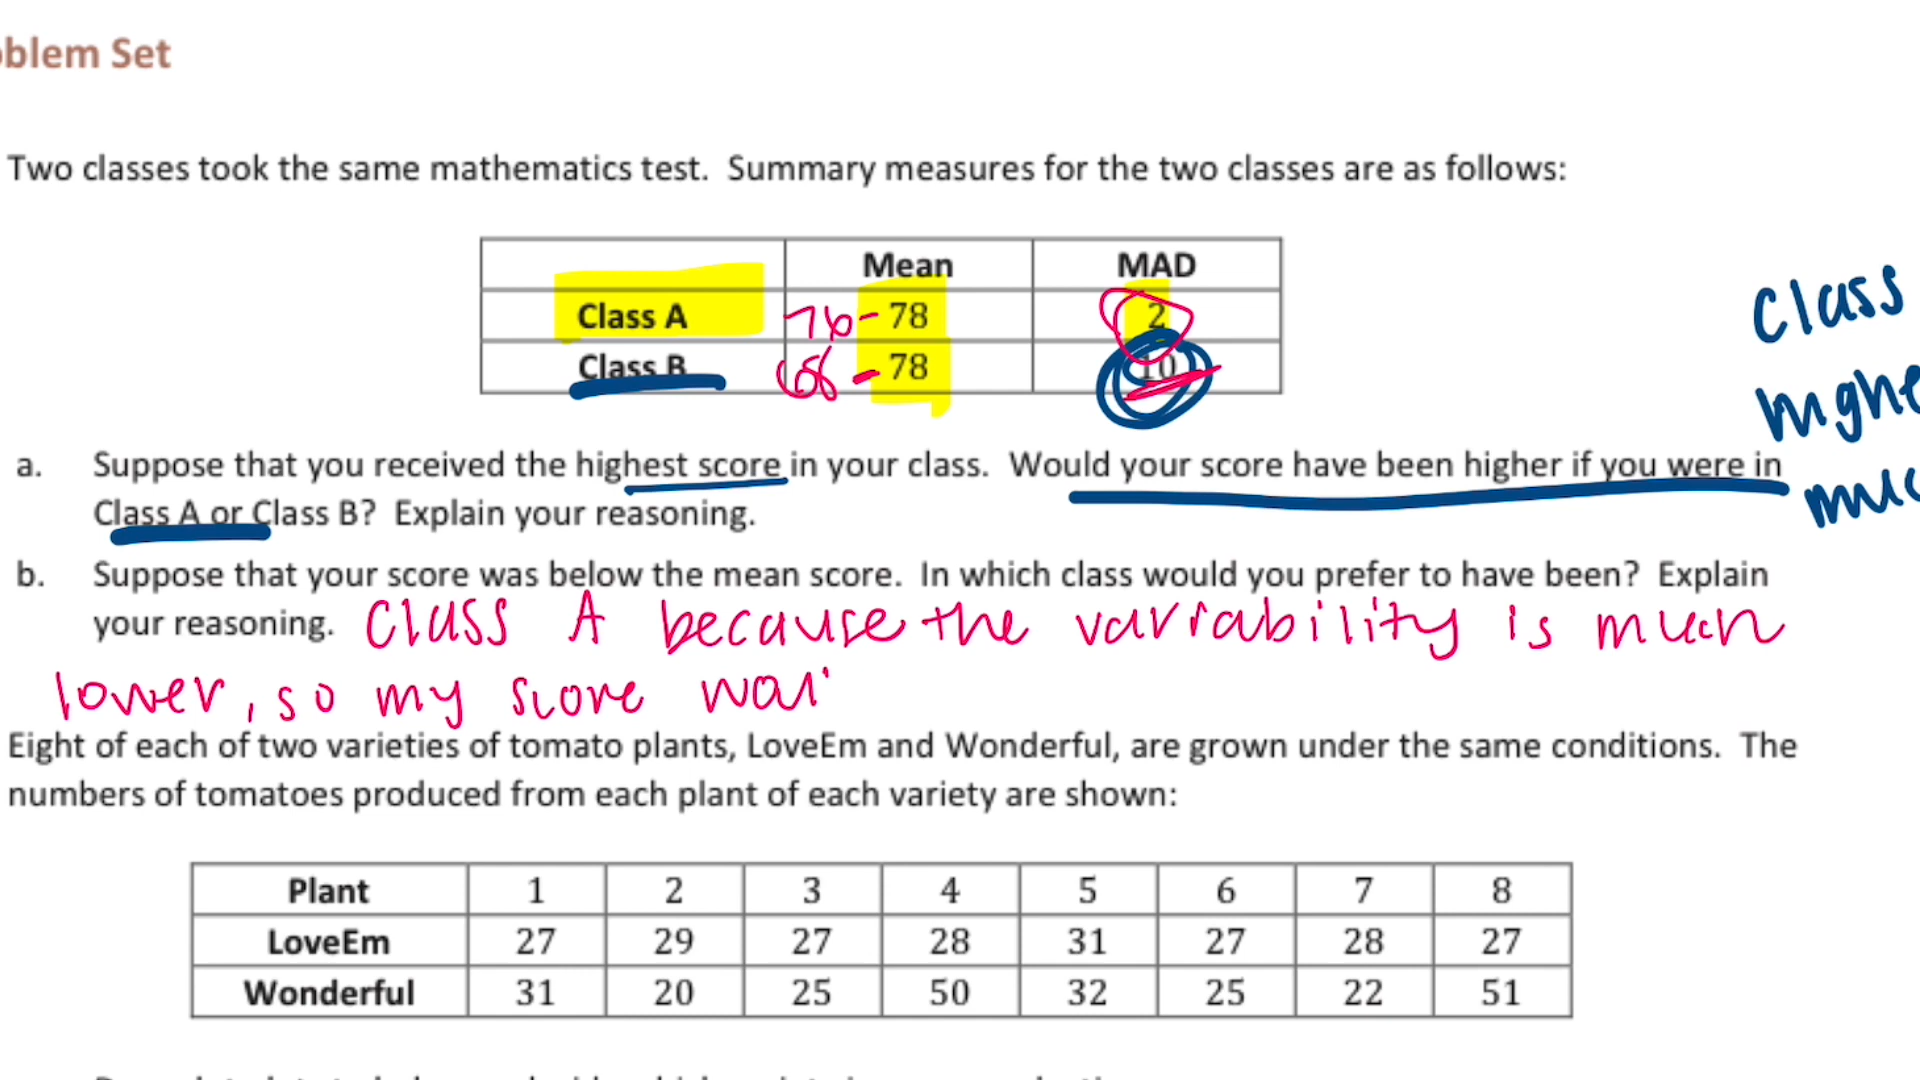 blem Set
Two classes took the same mathematics test. Summary measures for the two classes are as follows:
Mean MAD
Class A 76- 78 2
Class B 68 - 78 10
Class
highe
muc
a. Suppose that you received the highest score in your class. Would your score have been higher if you were in
Class A or Class B? Explain your reasoning.
b. Suppose that your score was below the mean score. In which class would you prefer to have been? Explain
your reasoning. Class A because the variability is much
lower, so my score
Eight of each of two varieties of tomato plants, LoveEm and Wonderful, are grown under the same conditions. The
numbers of tomatoes produced from each plant of each variety are shown:
Plant 1 2 3 4 5 6 7 8
LoveEm 27 29 27 28 31 27 28 27
Wonderful 31 20 25 50 32 25 22 51